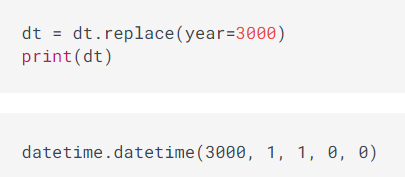 dt = dt.replace(year=3000)
print(dt)
datetime.datetime(3000, 1, 1, 0, 0)